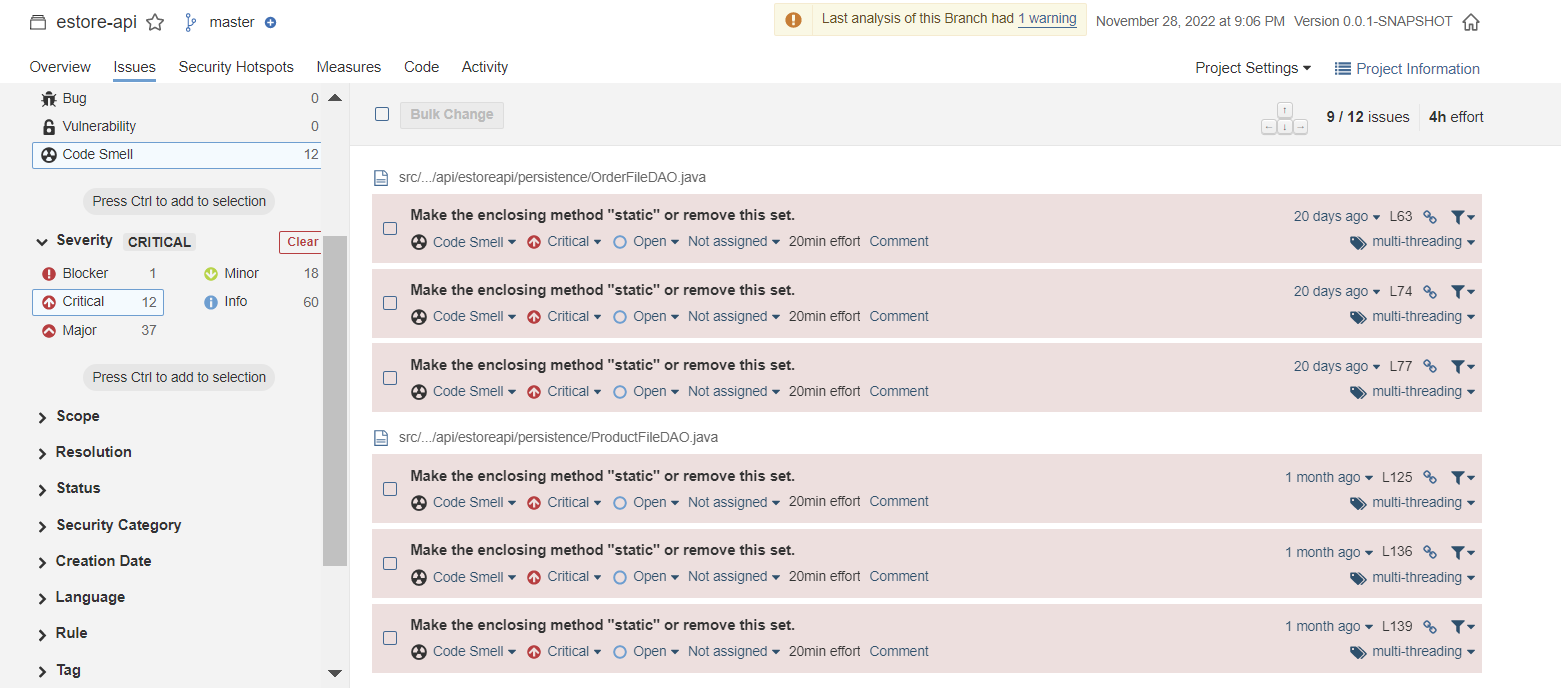 estore-api master
Last analysis of this Branch had 1 warning November 28, 2022 at 9:06 PM Version 0.0.1-SNAPSHOT
Overview Issues Security Hotspots Measures Code Activity
Project Settings Project Information
Bug 0
Vulnerability 0
Code Smell 12
Press Ctrl to add to selection
Severity CRITICAL Clear
Blocker 1 Minor 18
Critical 12 Info 60
Major 37
Press Ctrl to add to selection
Scope
Resolution
Status
Security Category
Creation Date
Language
Rule
Tag
Bulk Change
9 / 12 issues 4h effort
src/.../api/estoreapi/persistence/OrderFileDAO.java
Make the enclosing method "static" or remove this set. 20 days ago L63
Code Smell Critical Open Not assigned 20min effort Comment multi-threading
Make the enclosing method "static" or remove this set. 20 days ago L74
Code Smell Critical Open Not assigned 20min effort Comment multi-threading
Make the enclosing method "static" or remove this set. 20 days ago L77
Code Smell Critical Open Not assigned 20min effort Comment multi-threading
src/.../api/estoreapi/persistence/ProductFileDAO.java
Make the enclosing method "static" or remove this set. 1 month ago L125
Code Smell Critical Open Not assigned 20min effort Comment multi-threading
Make the enclosing method "static" or remove this set. 1 month ago L136
Code Smell Critical Open Not assigned 20min effort Comment multi-threading
Make the enclosing method "static" or remove this set. 1 month ago L139
Code Smell Critical Open Not assigned 20min effort Comment multi-threading